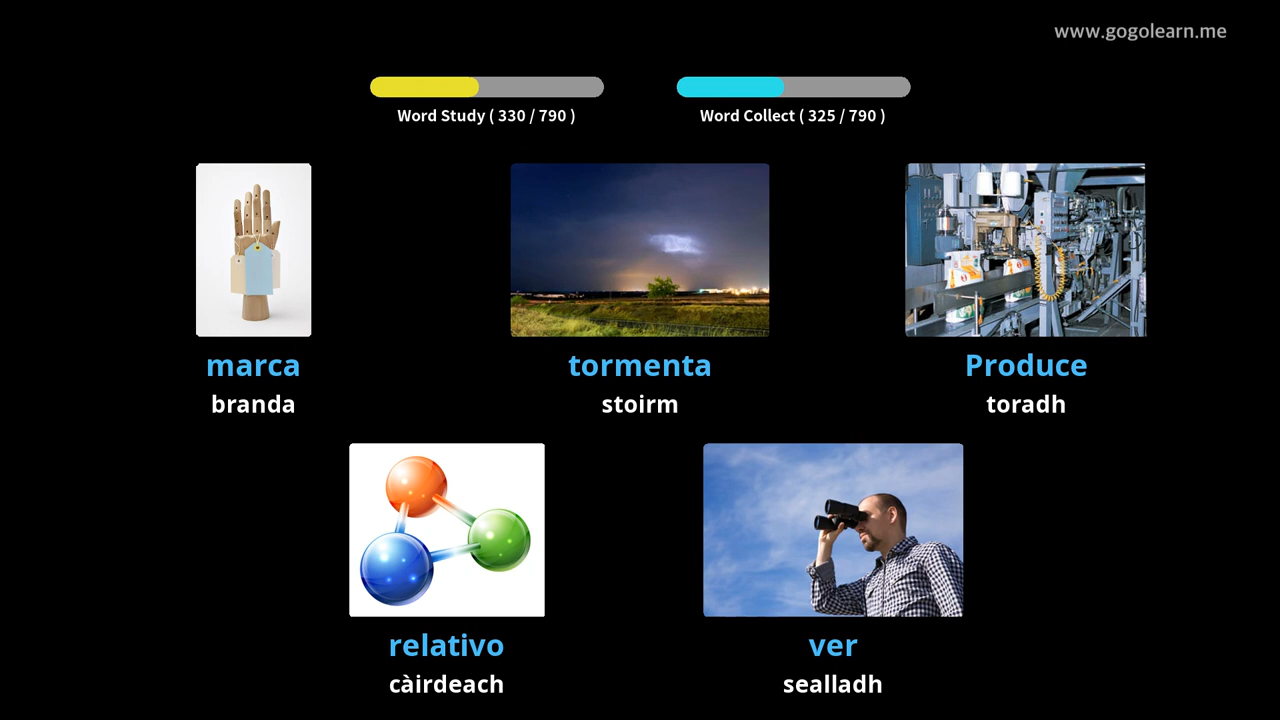 www.gogolearn.me
Word Study ( 330 / 790 )
Word Collect ( 325 / 790 )
marca
branda
tormenta
stoirm
Produce
toradh
relativo
càirdeach
ver
sealladh